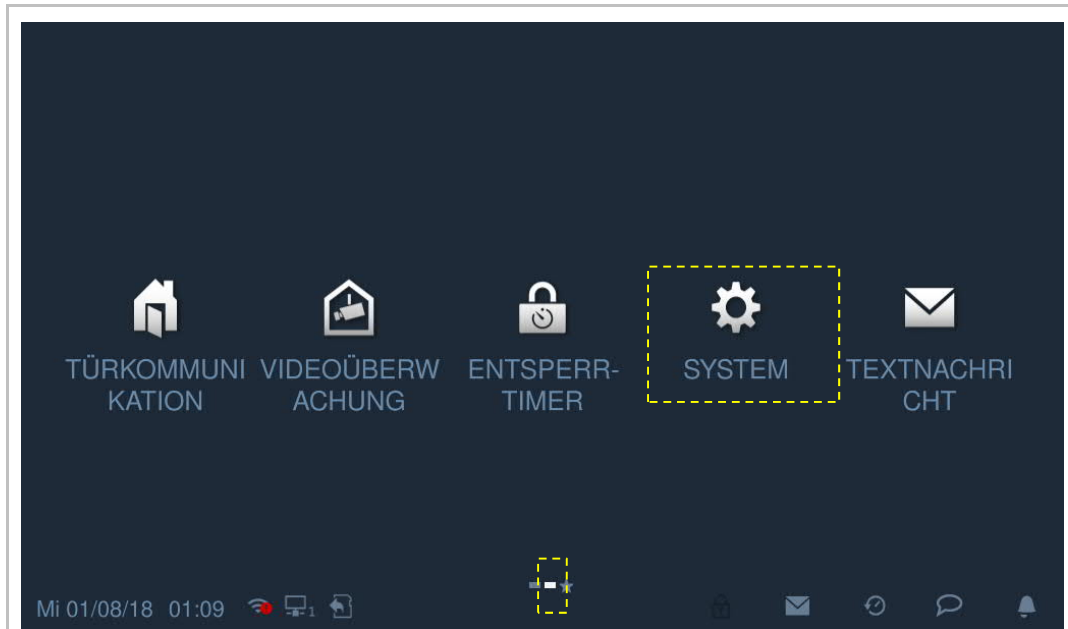 TÜRKOMMUNI
KATION
VIDEOÜBERW
ACHUNG
ENTSPERR-
TIMER
SYSTEM
TEXTNACHRI
CHT
Mi 01/08/18 01:09
1